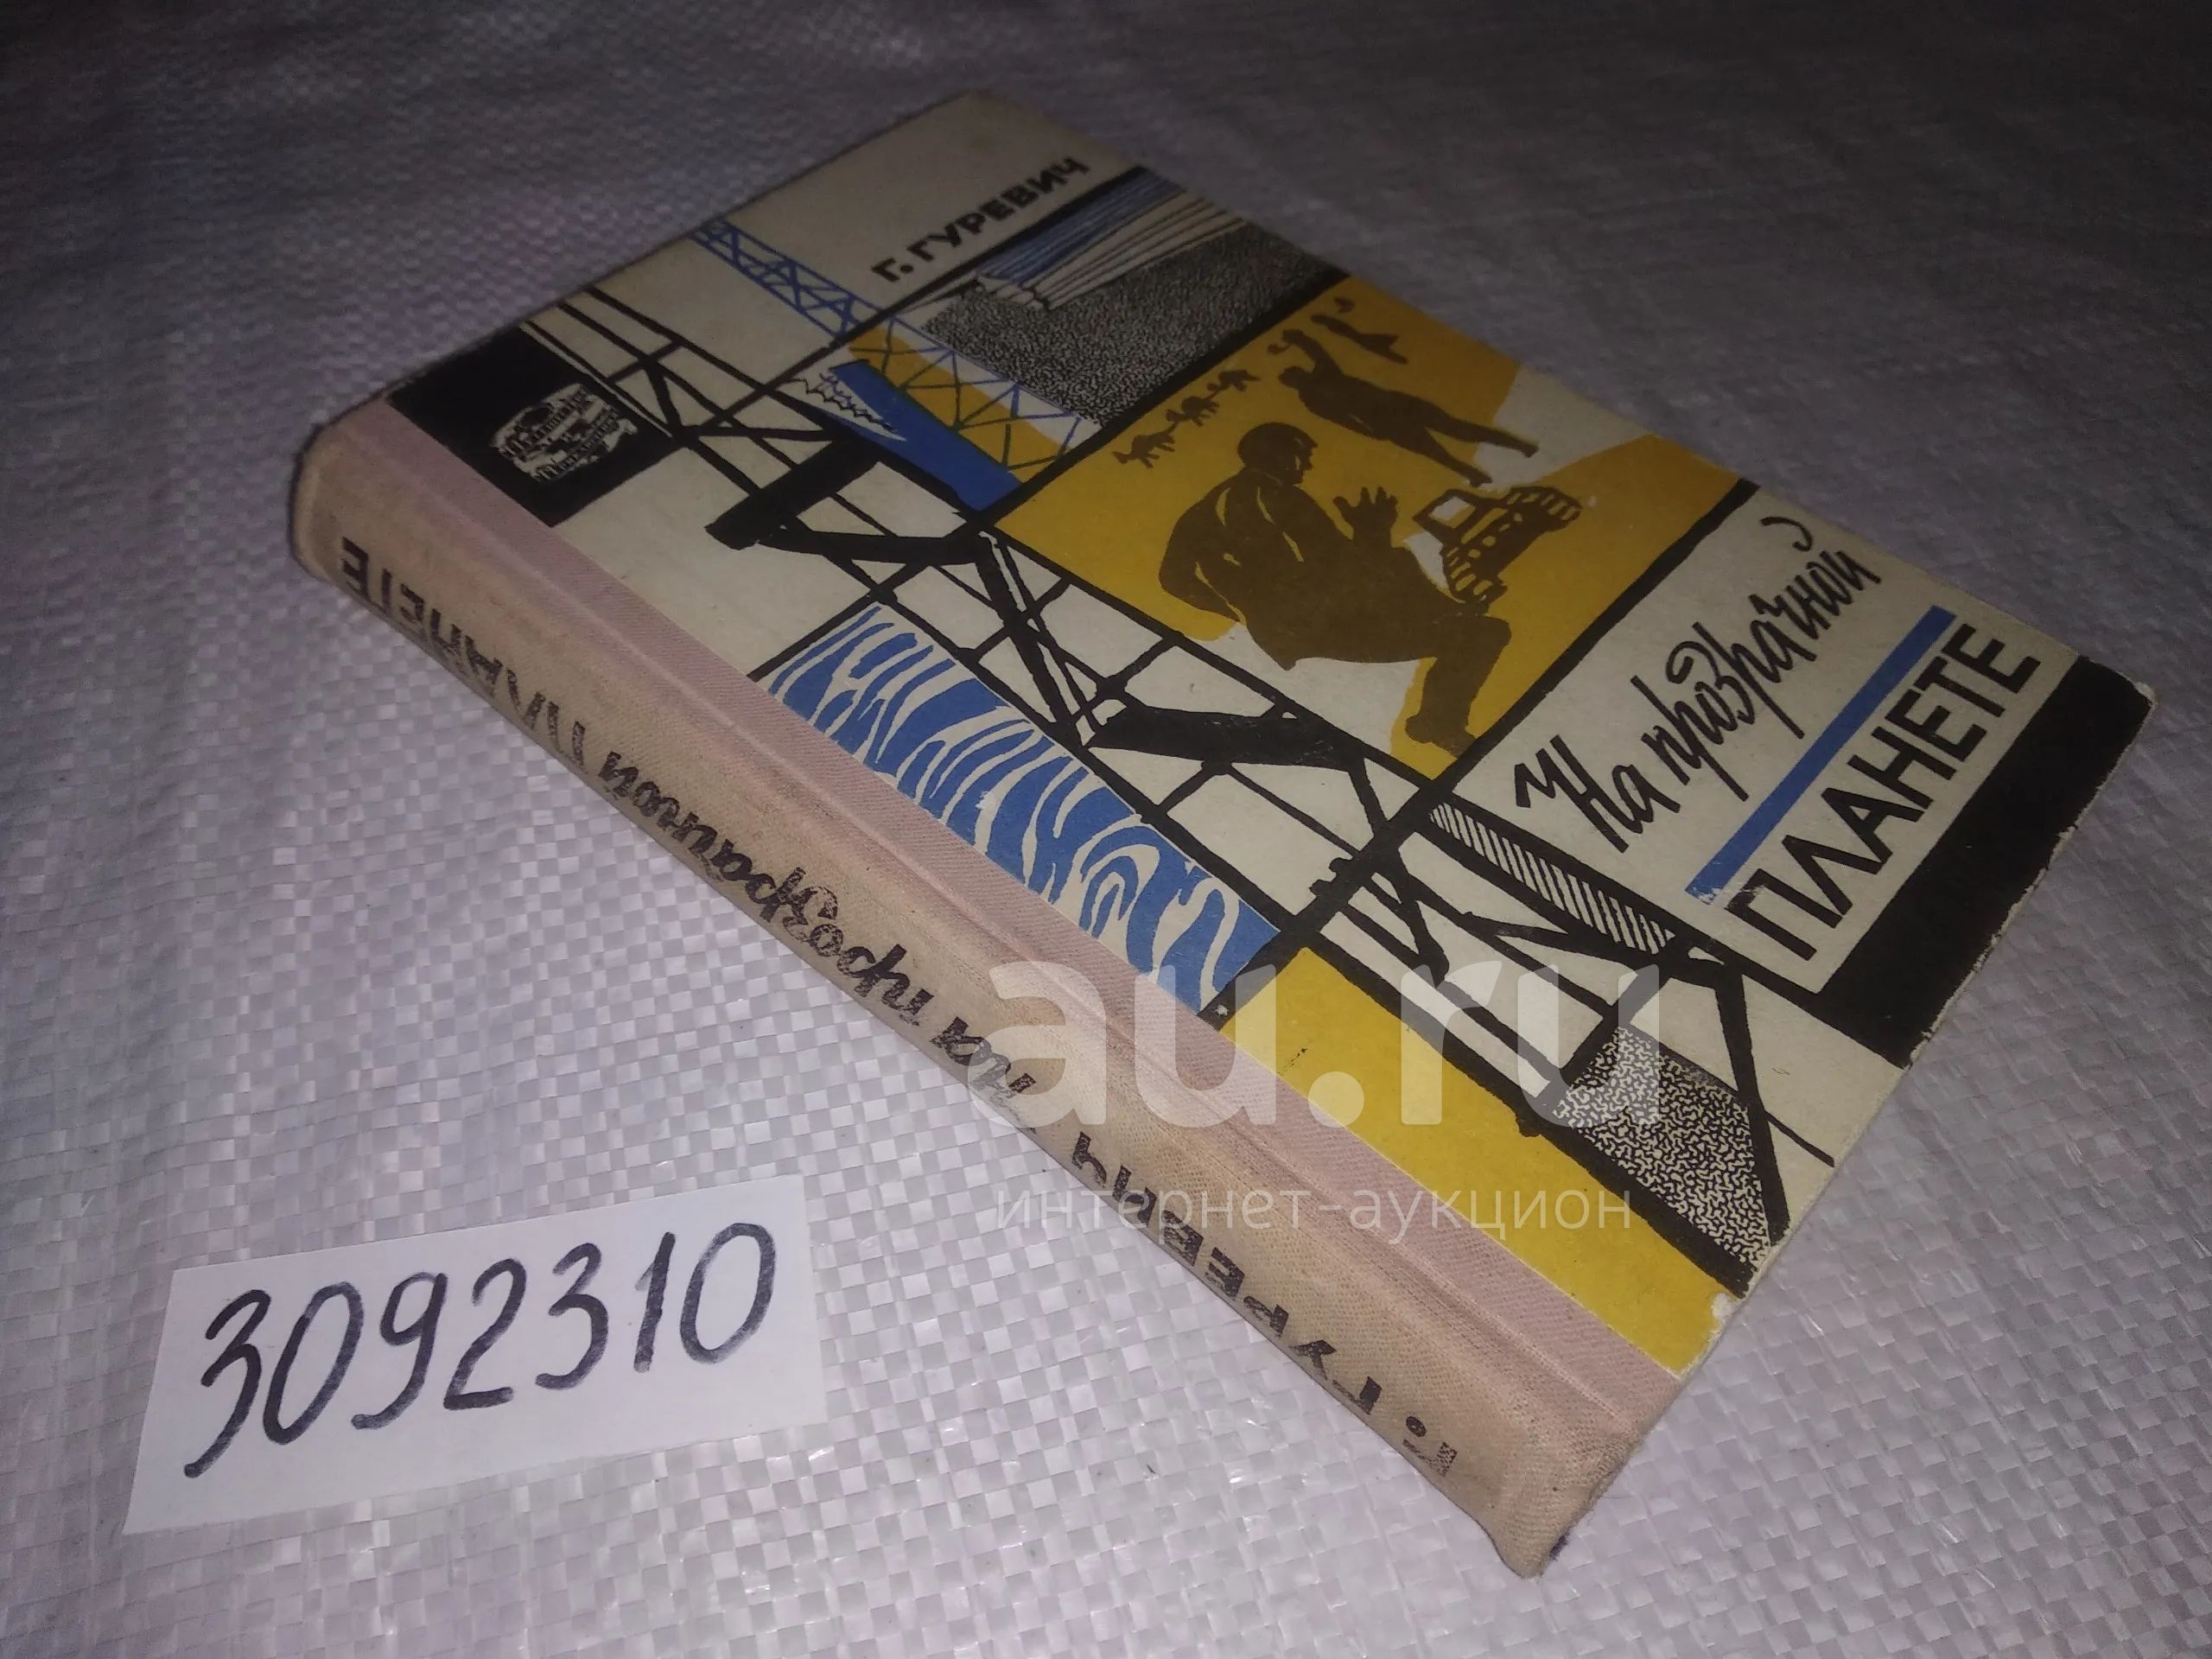 Г. ГУРЕВИЧ
На прозрачной
ПЛАНЕТЕ
Г. ГУРЕВИЧ На прозрачной ПЛАНЕТЕ
3092310
au.ru
интернет-аукцион